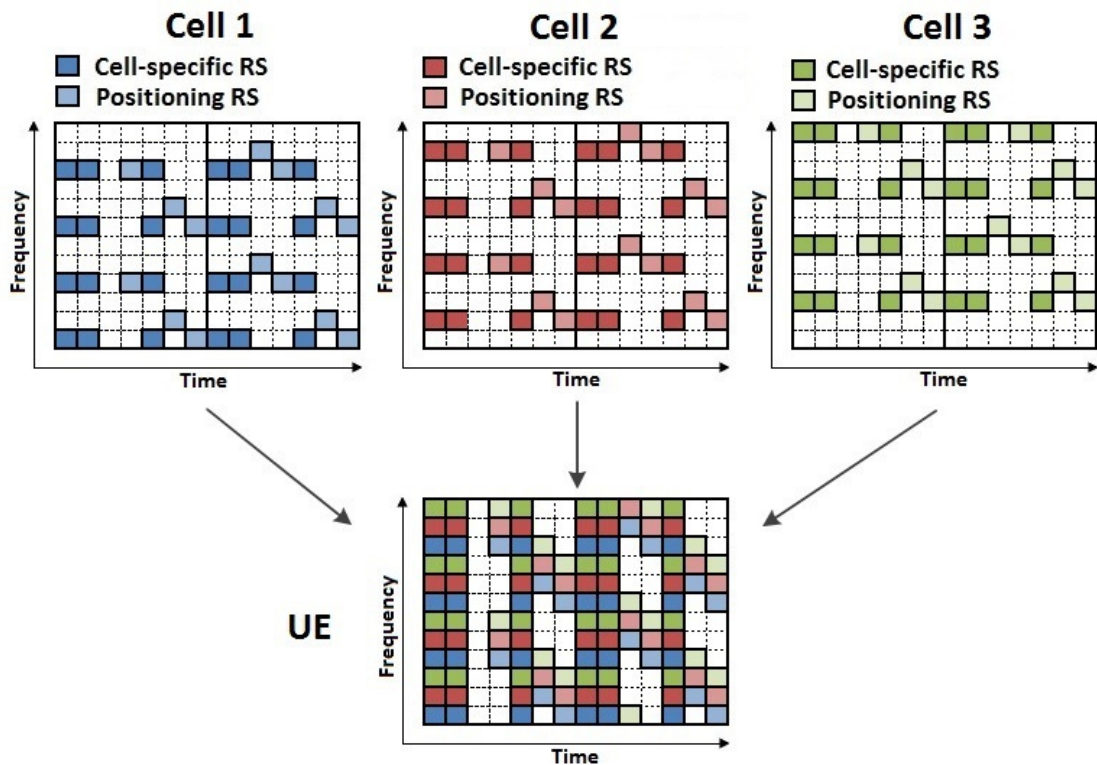 Cell 1
Cell-specific RS
Positioning RS
Frequency
Time
Cell 2
Cell-specific RS
Positioning RS
Frequency
Time
Cell 3
Cell-specific RS
Positioning RS
Frequency
Time
UE
Frequency
Time